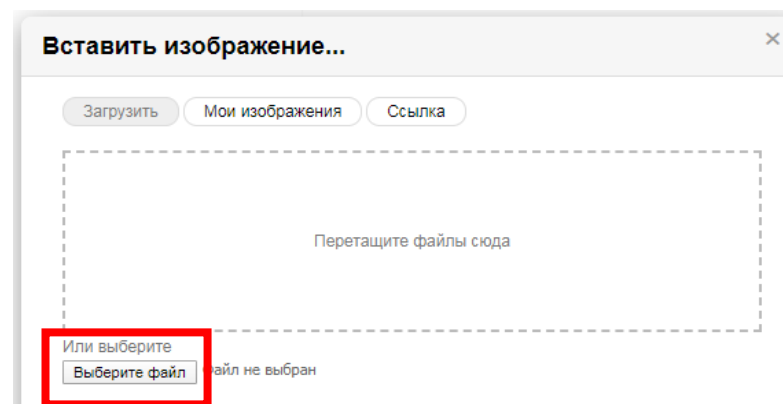 Вставить изображение...
×
Загрузить Мои изображения Ссылка
Перетащите файлы сюда
Или выберите
Выберите файл айл не выбран